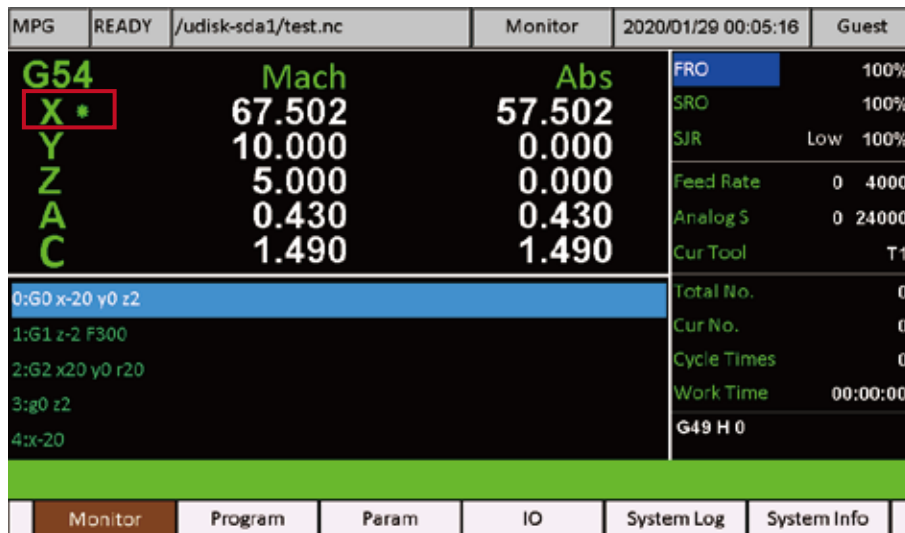 MPG READY /udisk-sda1/test.nc Monitor 2020/01/29 00:05:16 Guest
G54 Mach Abs
X * 67.502 57.502
Y 10.000 0.000
Z 5.000 0.000
A 0.430 0.430
C 1.490 1.490
FRO 100%
SRO 100%
SJR Low 100%
Feed Rate 0 4000
Analog S 0 24000
Cur Tool T1
0:G0 x-20 y0 z2
1:G1 z-2 F300
2:G2 x20 y0 r20
3:g0 z2
4:x-20
Total No. 0
Cur No. 0
Cycle Times 0
Work Time 00:00:00
G49 H 0
Monitor Program Param IO System Log System Info